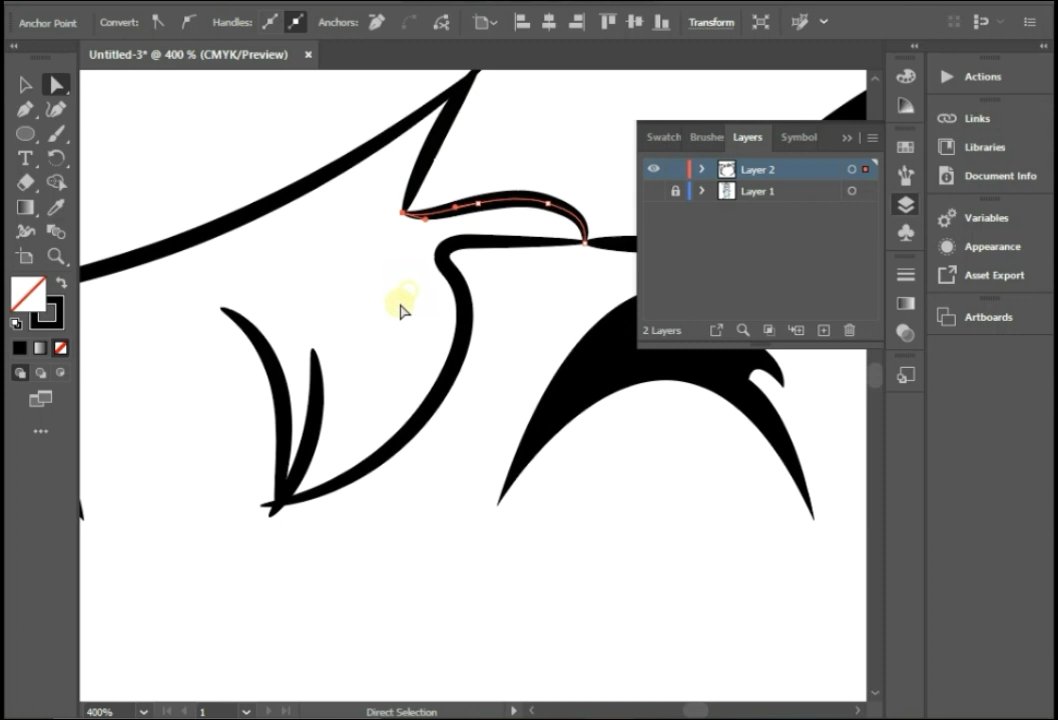 Anchor Point Convert: Handles: Anchors: Transform
Untitled-3* @ 400 % (CMYK/Preview) ×
Swatch Brushe Layers Symbol
Layer 2
Layer 1
2 Layers
Actions
Links
Libraries
Document Info
Variables
Appearance
Asset Export
Artboards
400% 1 Direct Selection